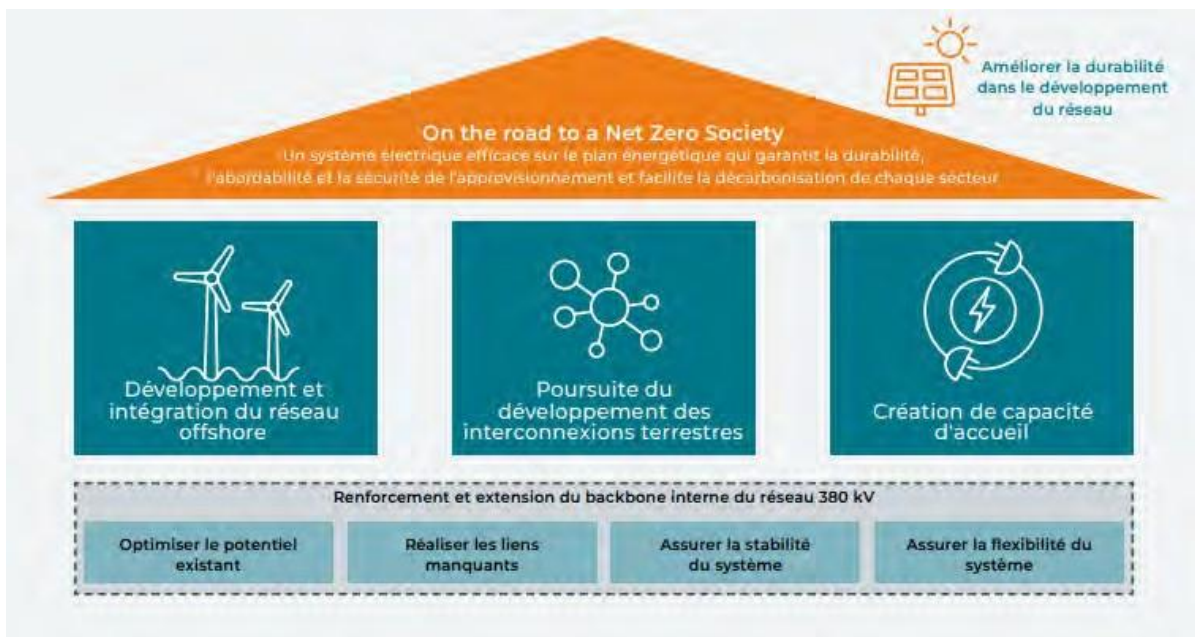 Améliorer la durabilité
dans le développement
du réseau
On the road to a Net Zero Society
Un système électrique efficace sur le plan énergétique qui garantit la durabilité,
l'abordabilité et la sécurité de l'approvisionnement et facilite la décarbonisation de chaque secteur
Développement et
intégration du réseau
offshore
Poursuite du
développement des
interconnexions terrestres
Création de capacité
d'accueil
Renforcement et extension du backbone interne du réseau 380 kV
Optimiser le potentiel
existant
Réaliser les liens
manquants
Assurer la stabilité
du système
Assurer la flexibilité du
système